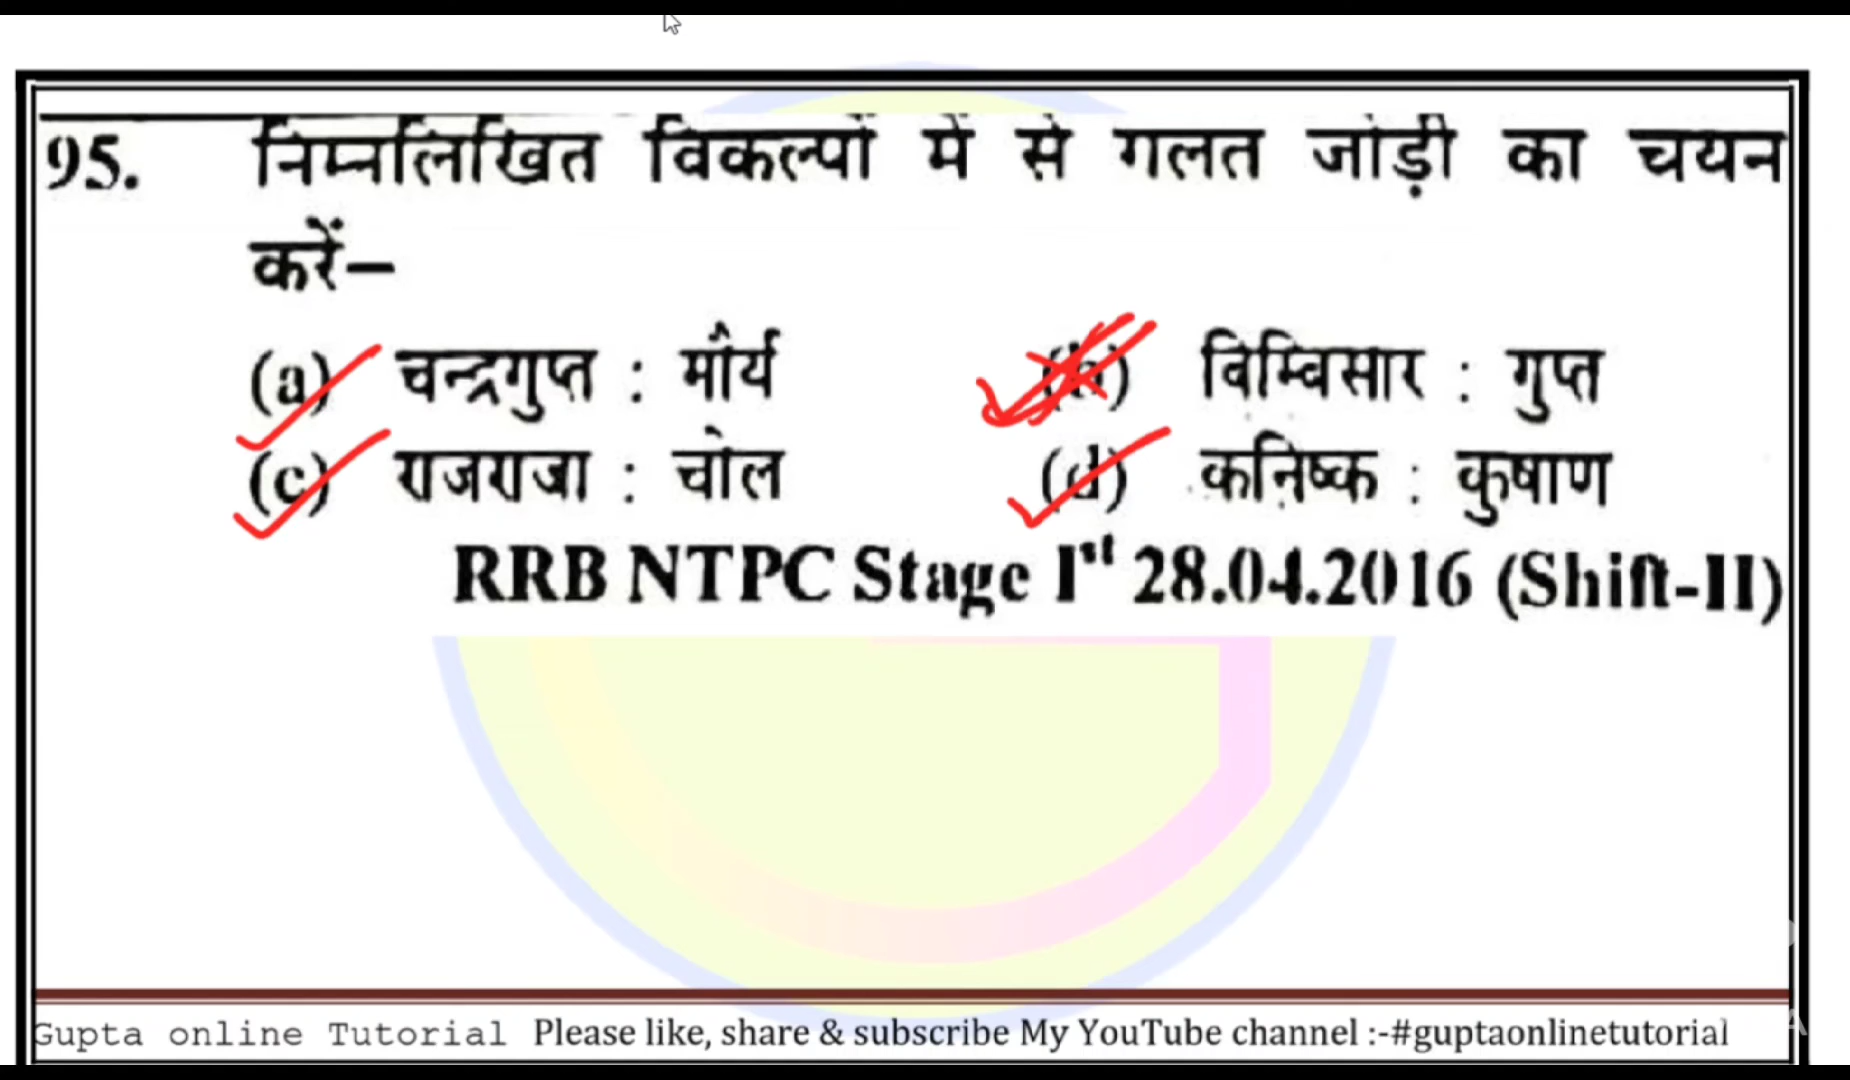 95. निम्नलिखित विकल्पों में से गलत जोड़ी का चयन
करें–
(a) चन्द्रगुप्त : मौर्य (b) विम्विसार : गुप्त
(c) राजराजा : चोल (d) कनिष्क : कुषाण
RRB NTPC Stage Ist 28.04.2016 (Shift-II)
Gupta online Tutorial Please like, share & subscribe My YouTube channel :-#guptaonlinetutorial